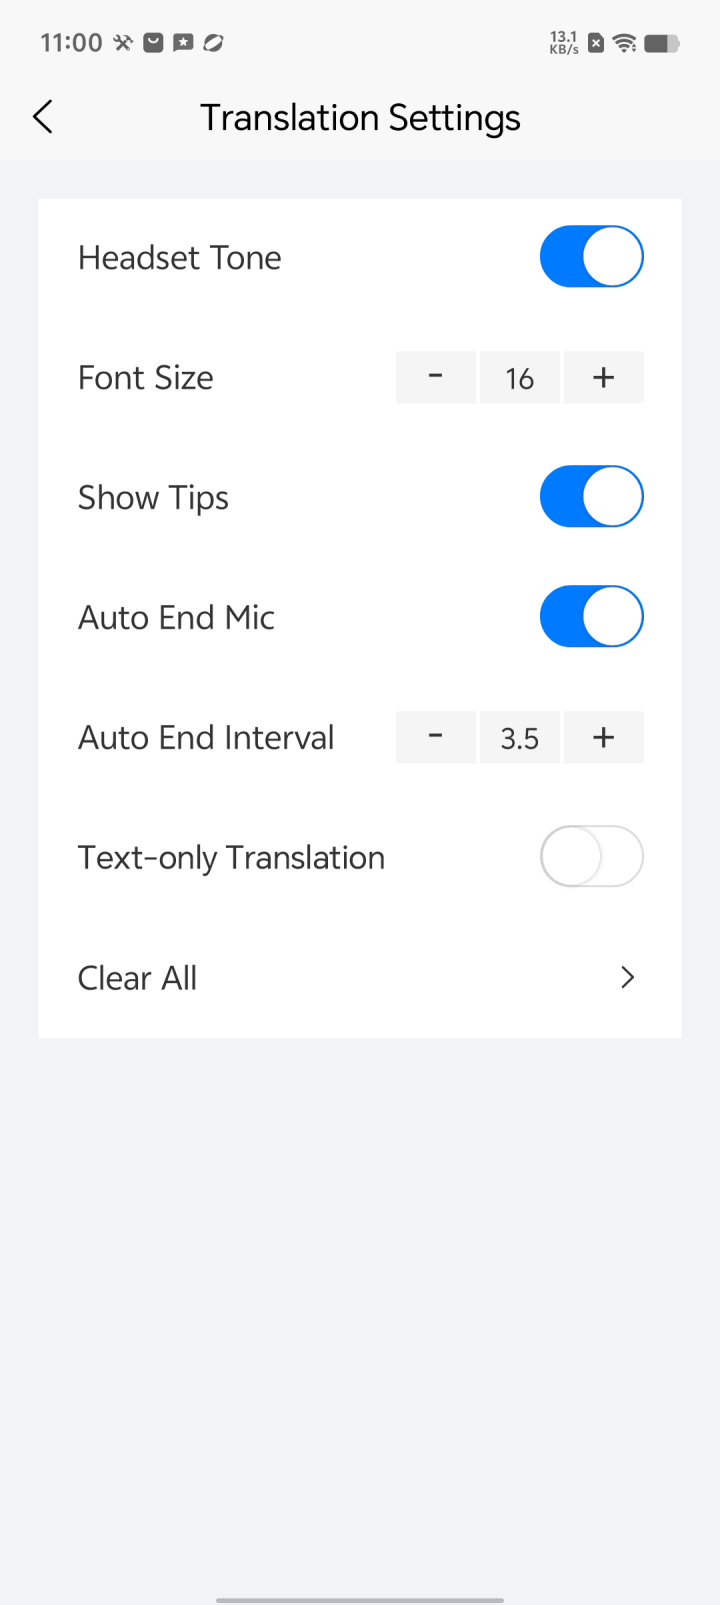 11:00
13.1
KB/s
Translation Settings
Headset Tone
Font Size
- 16 +
Show Tips
Auto End Mic
Auto End Interval
- 3.5 +
Text-only Translation
Clear All